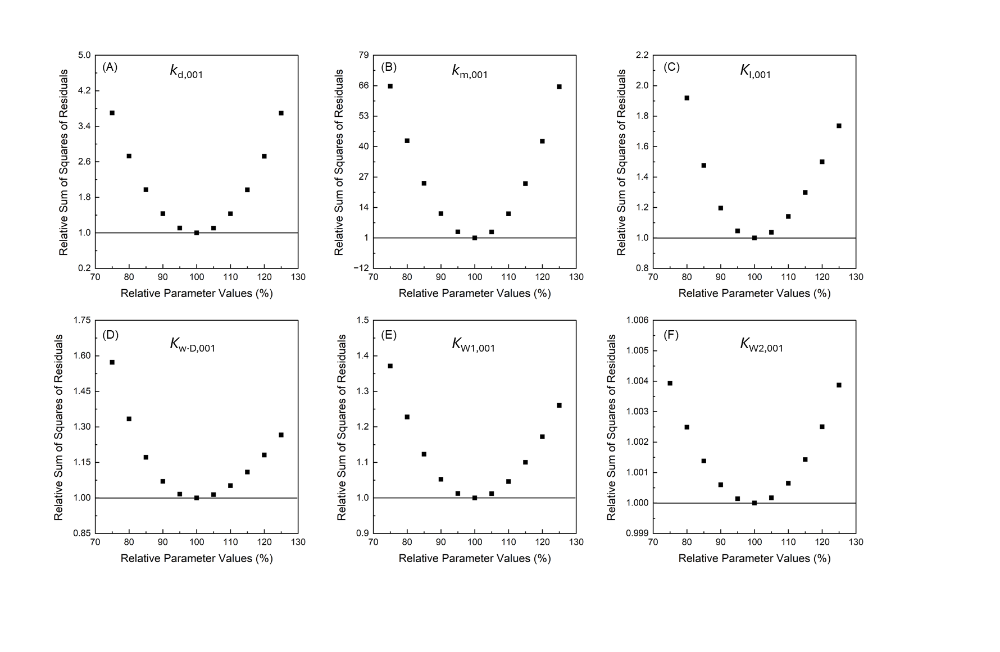 (A)
kd,001
5.0
4.2
3.4
2.6
1.8
1.0
0.2
70 80 90 100 110 120 130
Relative Sum of Squares of Residuals
Relative Parameter Values (%)
(B)
km,001
79
66
53
40
27
14
1
−12
70 80 90 100 110 120 130
Relative Sum of Squares of Residuals
Relative Parameter Values (%)
(C)
KI,001
2.2
2.0
1.8
1.6
1.4
1.2
1.0
0.8
70 80 90 100 110 120 130
Relative Sum of Squares of Residuals
Relative Parameter Values (%)
(D)
Kw·D,001
1.75
1.60
1.45
1.30
1.15
1.00
0.85
70 80 90 100 110 120 130
Relative Sum of Squares of Residuals
Relative Parameter Values (%)
(E)
KW1,001
1.5
1.4
1.3
1.2
1.1
1.0
0.9
70 80 90 100 110 120 130
Relative Sum of Squares of Residuals
Relative Parameter Values (%)
(F)
KW2,001
1.006
1.005
1.004
1.003
1.002
1.001
1.000
0.999
70 80 90 100 110 120 130
Relative Sum of Squares of Residuals
Relative Parameter Values (%)